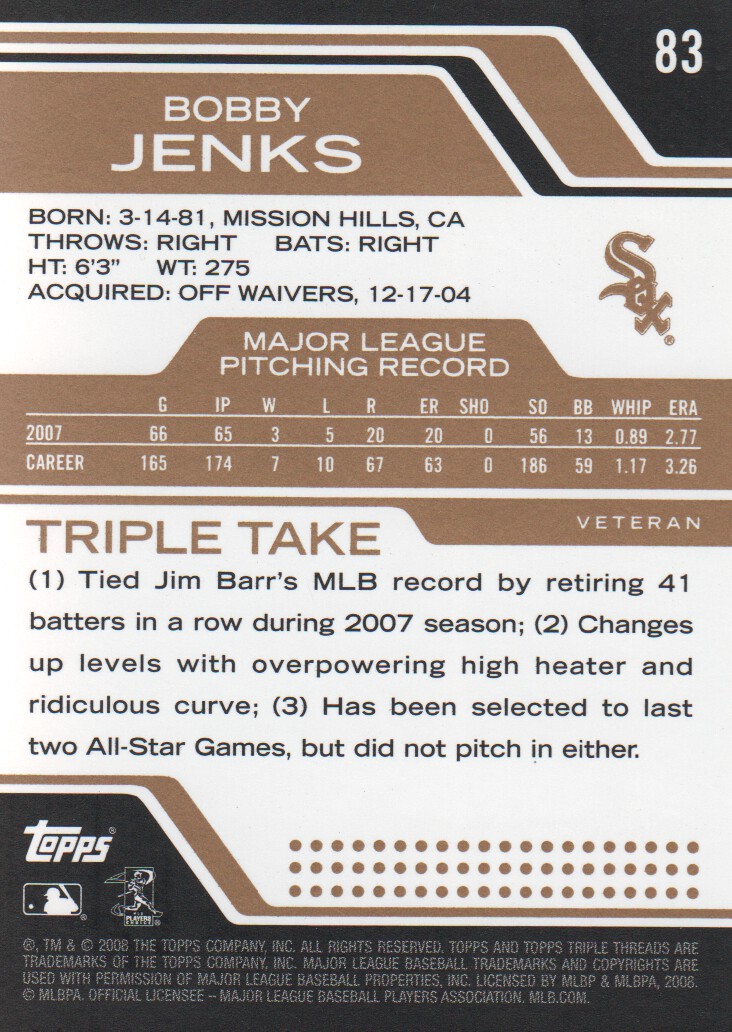 83
BOBBY
JENKS
BORN: 3-14-81, MISSION HILLS, CA
THROWS: RIGHT BATS: RIGHT
HT: 6'3" WT: 275
ACQUIRED: OFF WAIVERS, 12-17-04
Sox®
MAJOR LEAGUE
PITCHING RECORD
G IP W L R ER SHO SO BB WHIP ERA
2007 66 65 3 5 20 20 0 56 13 0.89 2.77
CAREER 165 174 7 10 67 63 0 186 59 1.17 3.26
VETERAN
TRIPLE TAKE
(1) Tied Jim Barr's MLB record by retiring 41
batters in a row during 2007 season; (2) Changes
up levels with overpowering high heater and
ridiculous curve; (3) Has been selected to last
two All-Star Games, but did not pitch in either.
topps®
PLAYERS
CHOICE
®, TM & © 2008 THE TOPPS COMPANY, INC. ALL RIGHTS RESERVED. TOPPS AND TOPPS TRIPLE THREADS ARE
TRADEMARKS OF THE TOPPS COMPANY, INC. MAJOR LEAGUE BASEBALL TRADEMARKS AND COPYRIGHTS ARE
USED WITH PERMISSION OF MAJOR LEAGUE BASEBALL PROPERTIES, INC. LICENSED BY MLBP & MLBPA, 2008.
© MLBPA. OFFICIAL LICENSEE – MAJOR LEAGUE BASEBALL PLAYERS ASSOCIATION. MLB.COM.